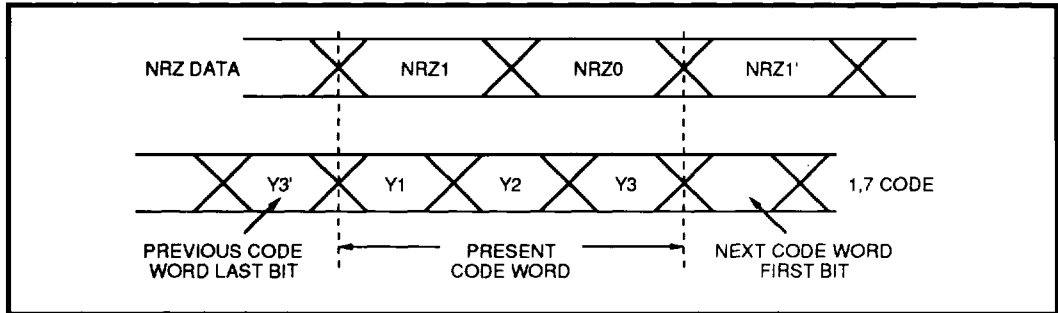 NRZ DATA
NRZ1
NRZ0
NRZ1'
Y3'
Y1
Y2
Y3
1,7 CODE
PREVIOUS CODE
WORD LAST BIT
PRESENT
CODE WORD
NEXT CODE WORD
FIRST BIT